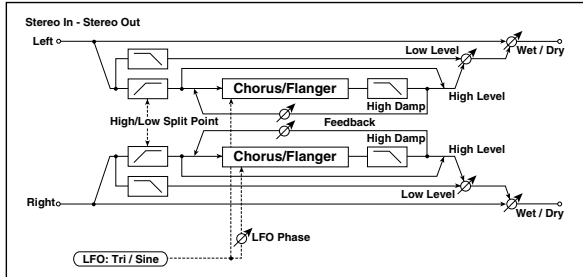 Stereo In - Stereo Out
Left
Low Level
Wet / Dry
Chorus/Flanger
High Damp
High Level
High/Low Split Point
Feedback
High Damp
Chorus/Flanger
High Level
Low Level
Right
Wet / Dry
LFO Phase
LFO: Tri / Sine